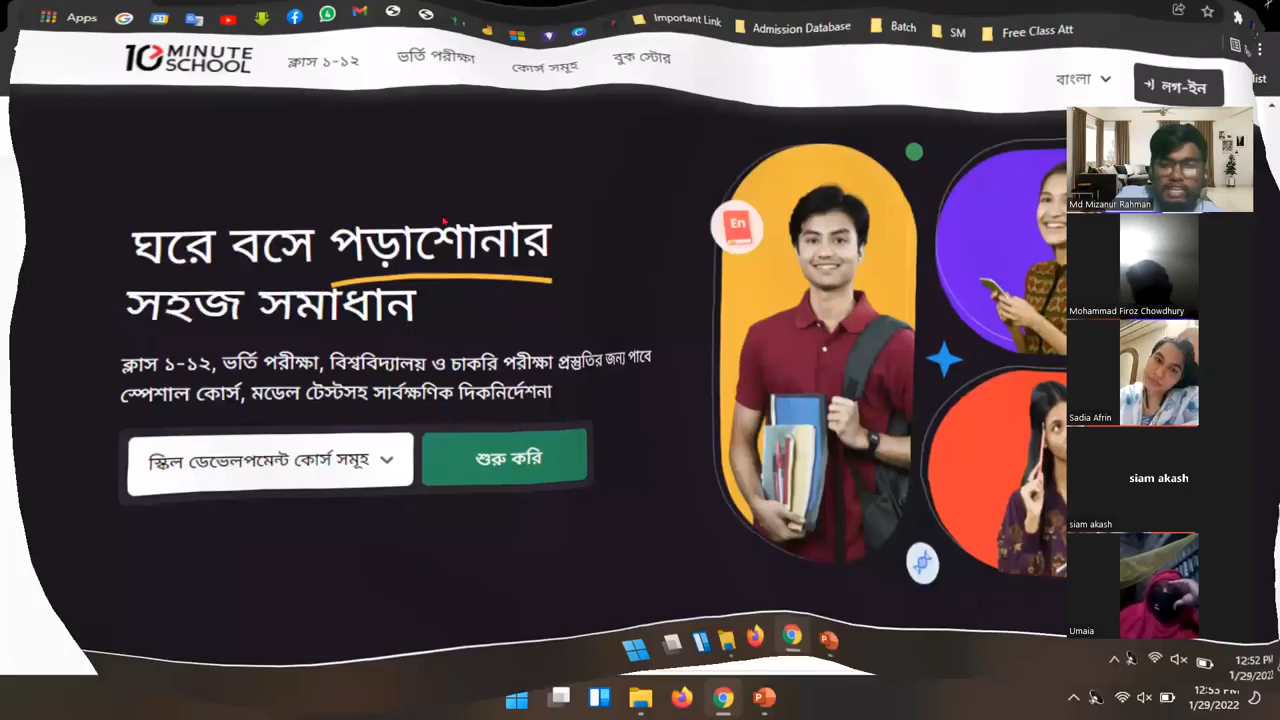 Apps
Important Link
Admission Database
Batch
SM
Free Class Att
10 MINUTE SCHOOL
ক্লাস ১-১২
ভর্তি পরীক্ষা
কোর্স সমূহ
বুক স্টোর
বাংলা
লগ-ইন
list
ঘরে বসে পড়াশোনার
সহজ সমাধান
ক্লাস ১-১২, ভর্তি পরীক্ষা, বিশ্ববিদ্যালয় ও চাকরি পরীক্ষা প্রস্তুতির জন্য পাবে
স্পেশাল কোর্স, মডেল টেস্টসহ সার্বক্ষণিক দিকনির্দেশনা
স্কিল ডেভেলপমেন্ট কোর্স সমূহ
শুরু করি
En
Md Mizanur Rahman
Mohammad Firoz Chowdhury
Sadia Afrin
siam akash
siam akash
Umaia
12:52 PM
1/29/2022
12:53 PM
1/29/2022